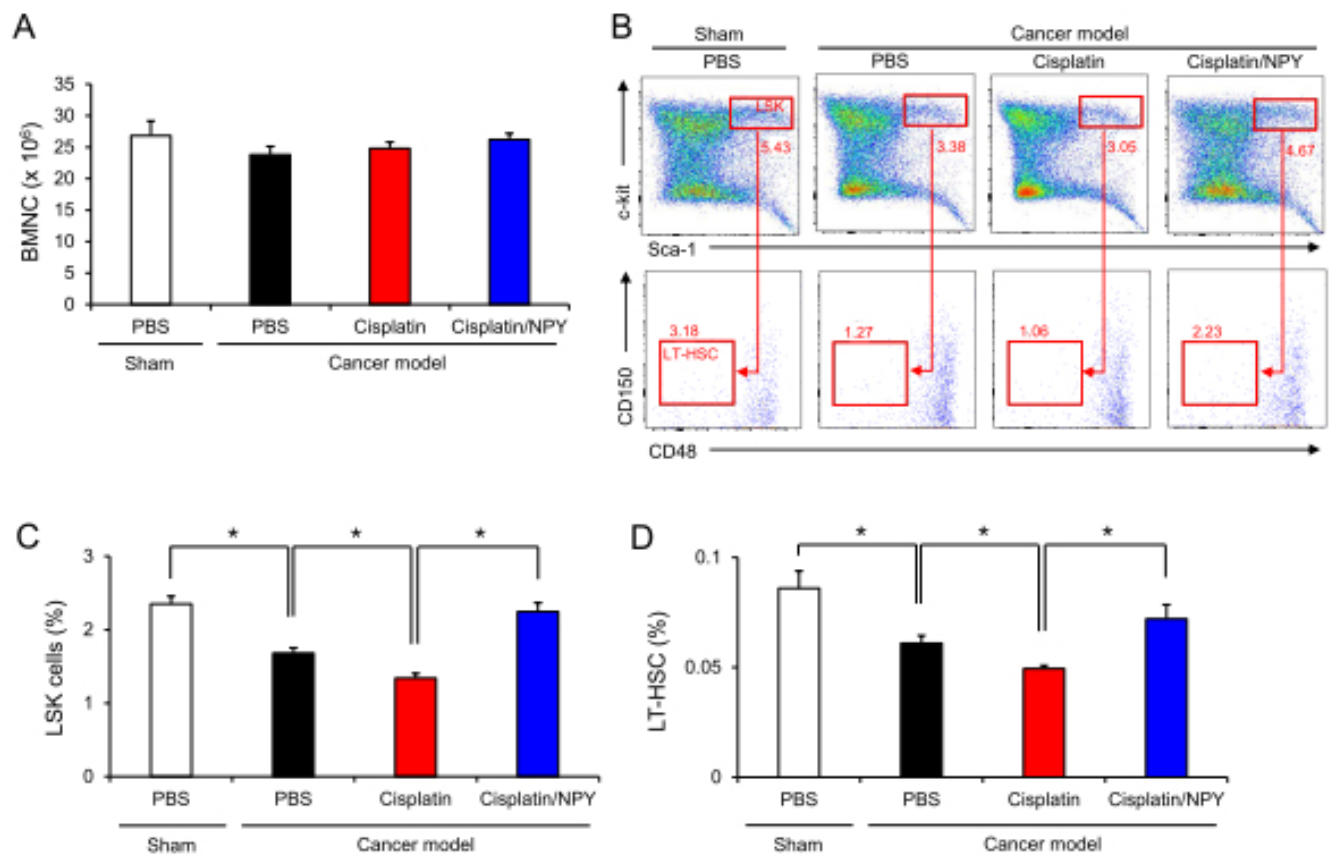 A
BMNC (x 10⁶)
35
30
25
20
15
10
5
0
PBS PBS Cisplatin Cisplatin/NPY
Sham Cancer model
B
Sham Cancer model
PBS PBS Cisplatin Cisplatin/NPY
c-kit
LSK
5.43 3.38 3.05 4.67
Sca-1
CD150
3.18 1.27 1.06 2.23
LT-HSC
CD48
C
LSK cells (%)
* * *
3
2
1
0
PBS PBS Cisplatin Cisplatin/NPY
Sham Cancer model
D
LT-HSC (%)
* * *
0.1
0.05
0
PBS PBS Cisplatin Cisplatin/NPY
Sham Cancer model